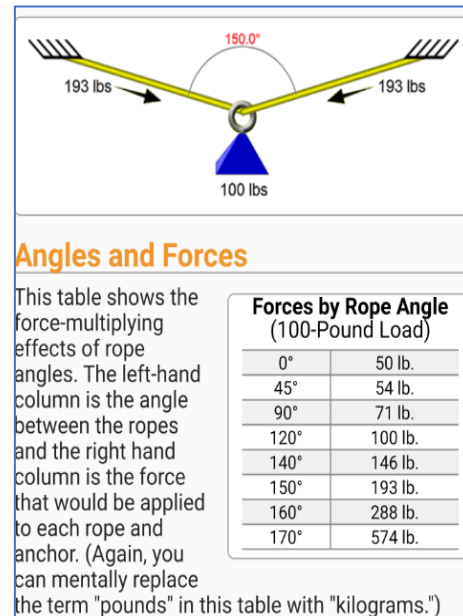 150.0°
193 lbs 193 lbs
100 lbs
Angles and Forces
This table shows the
force-multiplying
effects of rope
angles. The left-hand
column is the angle
between the ropes
and the right hand
column is the force
that would be applied
to each rope and
anchor. (Again, you
can mentally replace
the term "pounds" in this table with "kilograms.")
Forces by Rope Angle
(100-Pound Load)
0° 50 lb.
45° 54 lb.
90° 71 lb.
120° 100 lb.
140° 146 lb.
150° 193 lb.
160° 288 lb.
170° 574 lb.